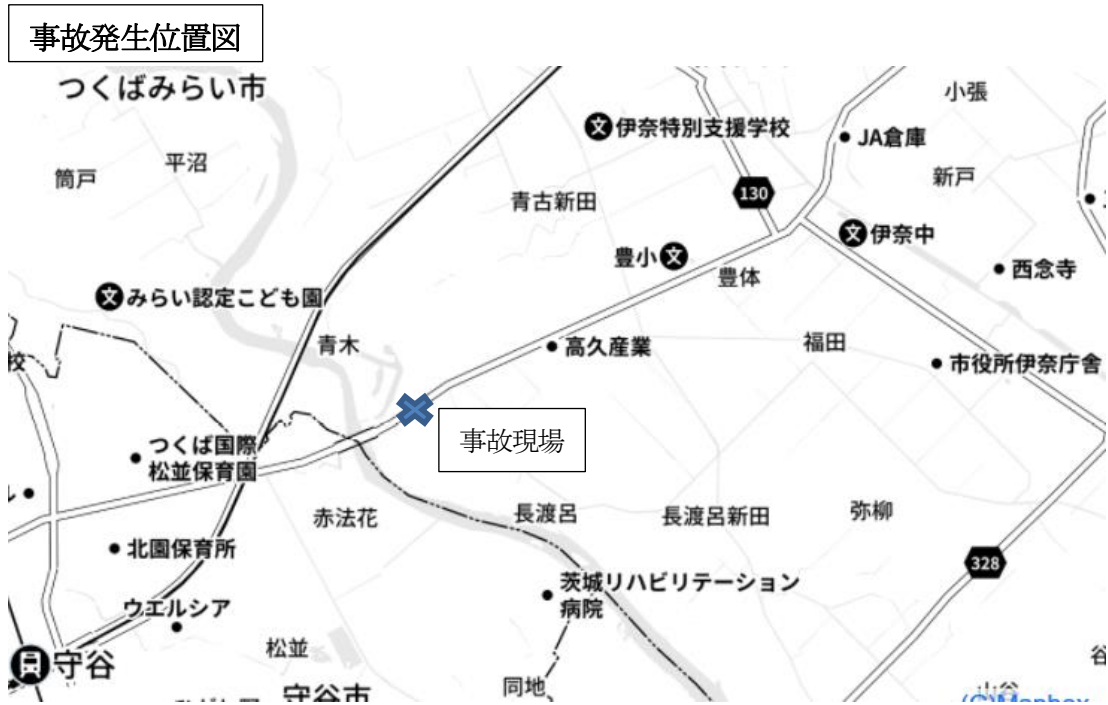 事故発生位置図
つくばみらい市
小張
伊奈特別支援学校
JA倉庫
平沼
筒戸
新戸
130
青古新田
伊奈中
豊小
西念寺
豊体
みらい認定こども園
青木
高久産業
福田
市役所伊奈庁舎
校
事故現場
つくば国際
松並保育園
赤法花
長渡呂
長渡呂新田
弥柳
北園保育所
328
茨城リハビリテーション
病院
ウエルシア
松並
守谷
谷
同地
守谷市